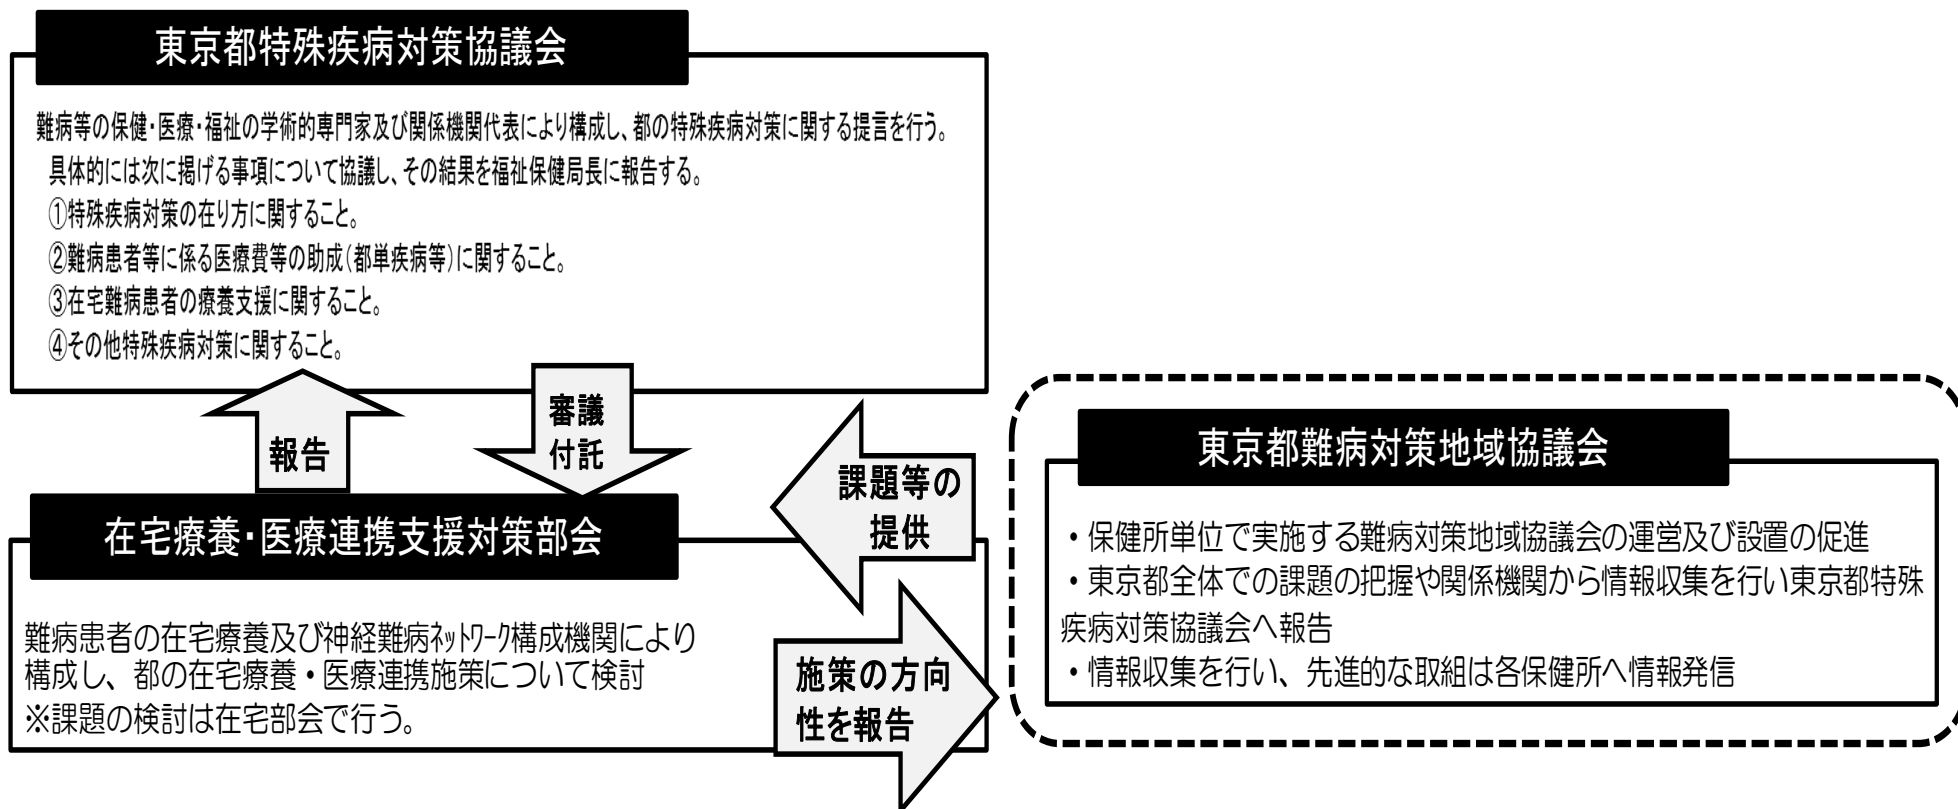 東京都特殊疾病対策協議会
難病等の保健・医療・福祉の学術的専門家及び関係機関代表により構成し、都の特殊疾病対策に関する提言を行う。
具体的には次に掲げる事項について協議し、その結果を福祉保健局長に報告する。
①特殊疾病対策の在り方に関すること。
②難病患者等に係る医療費等の助成（都単疾病等）に関すること。
③在宅難病患者の療養支援に関すること。
④その他特殊疾病対策に関すること。
報告
審議
付託
在宅療養・医療連携支援対策部会
難病患者の在宅療養及び神経難病ﾈｯﾄﾜｰｸ構成機関により
構成し、都の在宅療養・医療連携施策について検討
※課題の検討は在宅部会で行う。
課題等の
提供
施策の方向
性を報告
東京都難病対策地域協議会
・保健所単位で実施する難病対策地域協議会の運営及び設置の促進
・東京都全体での課題の把握や関係機関から情報収集を行い東京都特殊
疾病対策協議会へ報告
・情報収集を行い、先進的な取組は各保健所へ情報発信